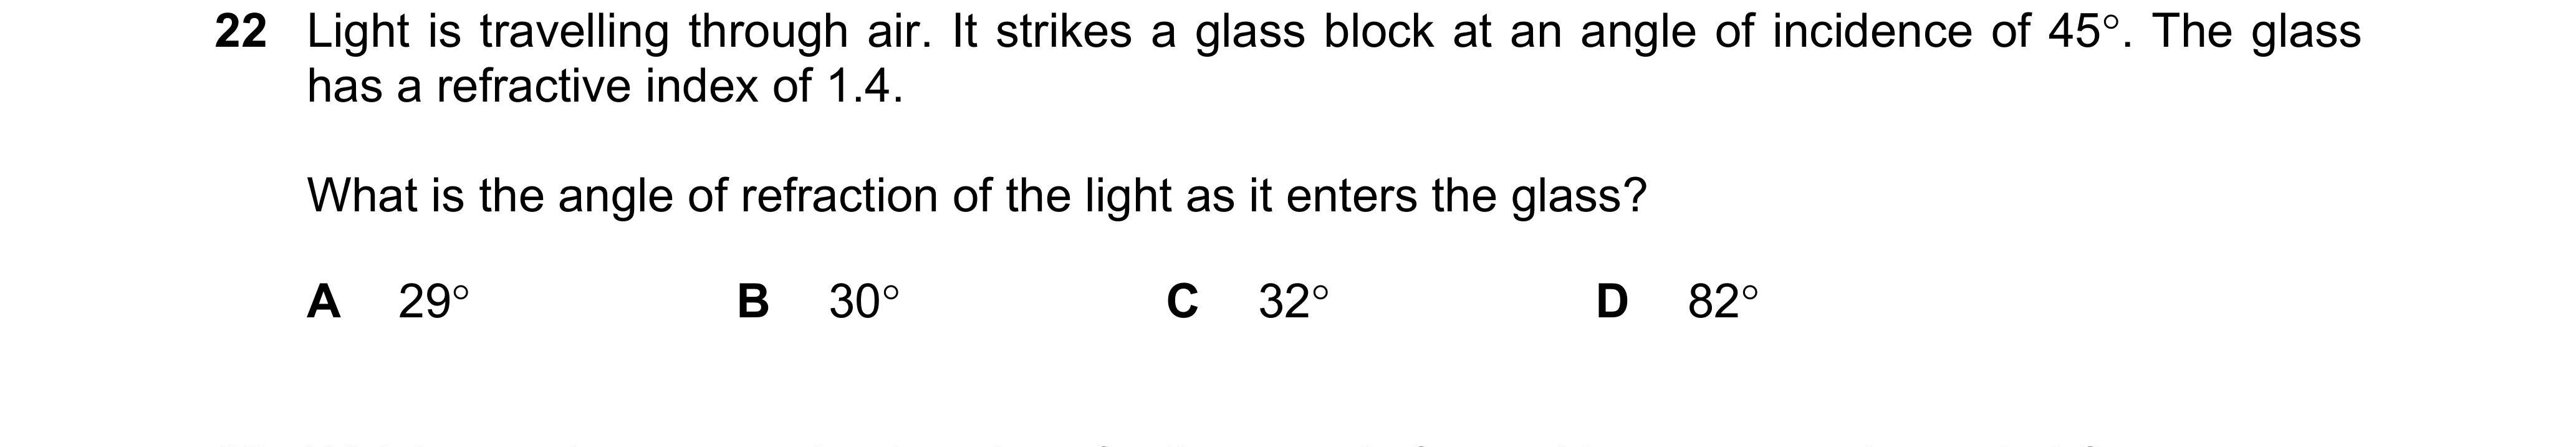 22 Light is travelling through air. It strikes a glass block at an angle of incidence of 45°. The glass
has a refractive index of 1.4.
What is the angle of refraction of the light as it enters the glass?
A 29° B 30° C 32° D 82°